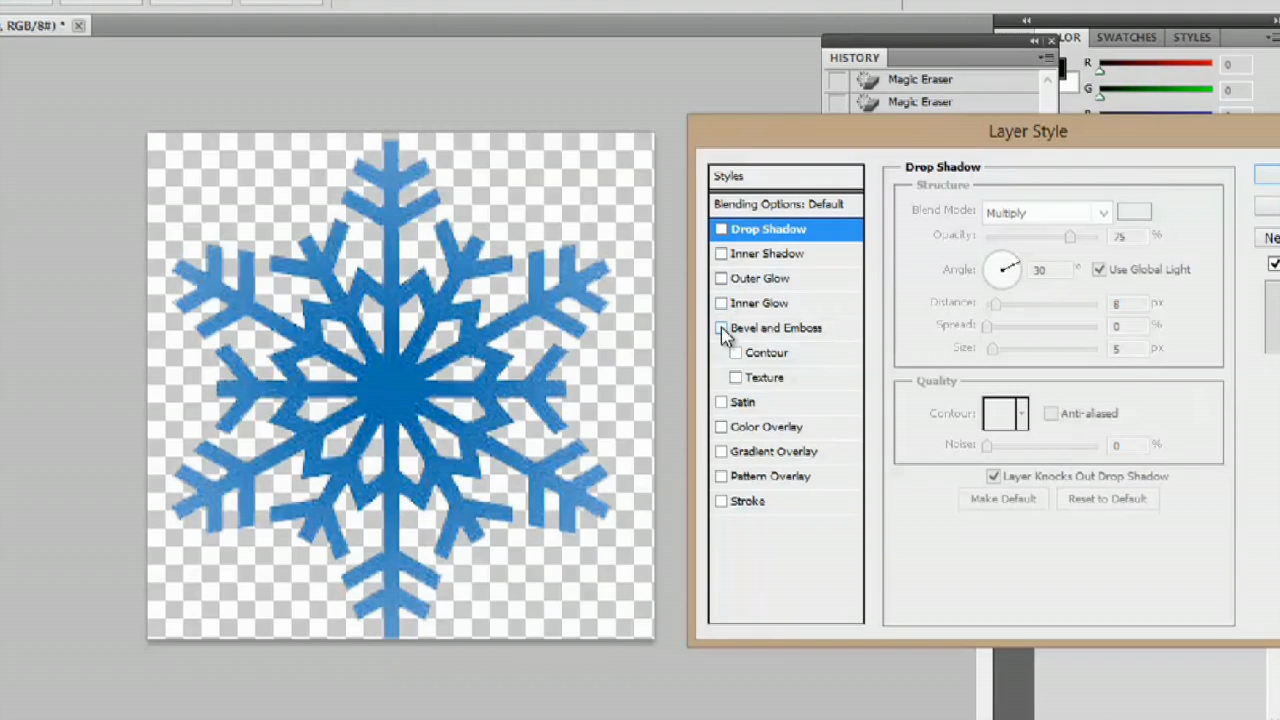 , RGB/8#) *
LOR SWATCHES STYLES
HISTORY
R 0
Magic Eraser
G 0
Magic Eraser
Layer Style
Styles
Blending Options: Default
Drop Shadow
Inner Shadow
Outer Glow
Inner Glow
Bevel and Emboss
Contour
Texture
Satin
Color Overlay
Gradient Overlay
Pattern Overlay
Stroke
Drop Shadow
Structure
Blend Mode: Multiply
Opacity: 75 %
Angle: 30 ° Use Global Light
Distance: 6 px
Spread: 0 %
Size: 5 px
Quality
Contour: Anti-aliased
Noise: 0 %
Layer Knocks Out Drop Shadow
Make Default Reset to Default
Ne